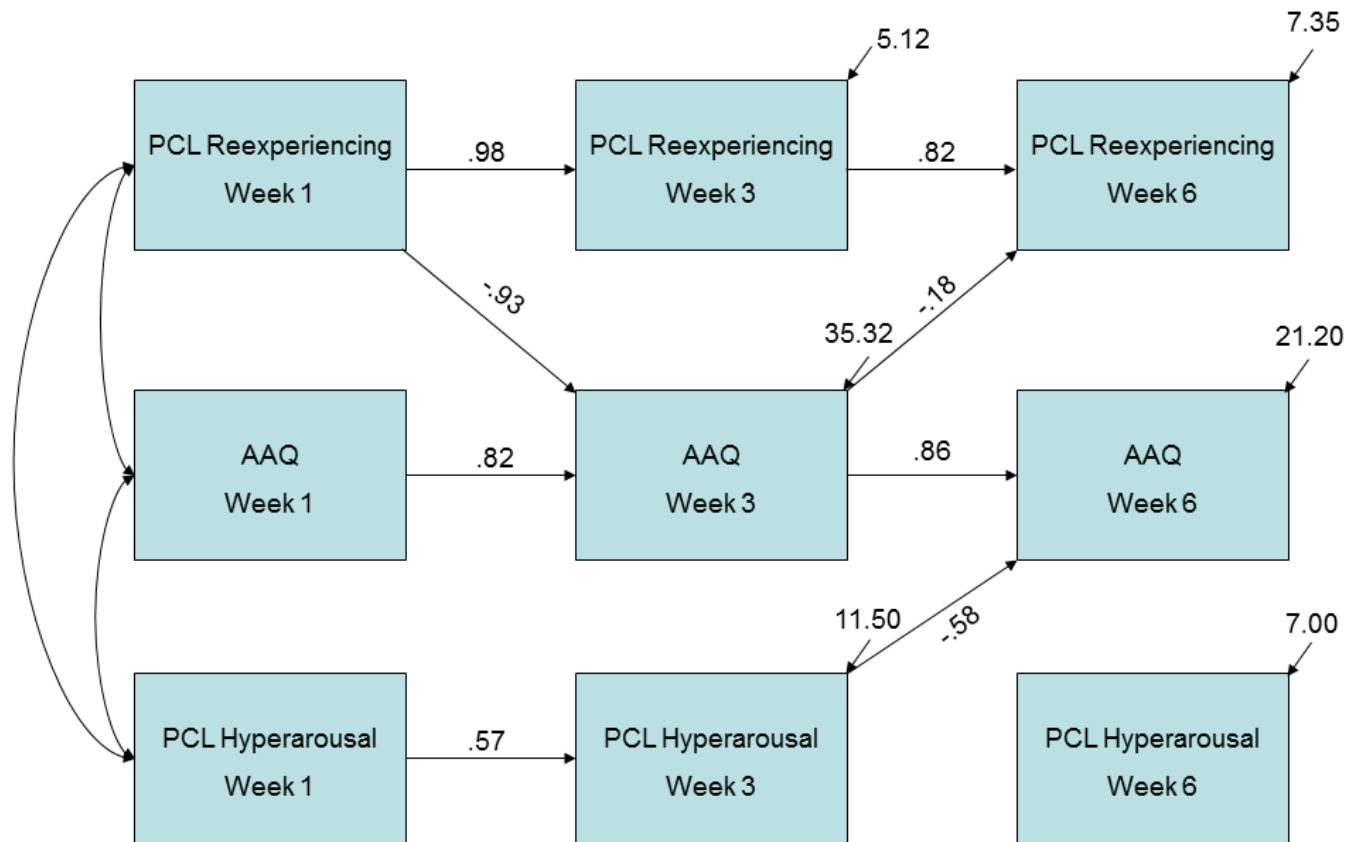 5.12
7.35
PCL Reexperiencing
Week 1
.98
PCL Reexperiencing
Week 3
.82
PCL Reexperiencing
Week 6
-.93
-.18
35.32
21.20
AAQ
Week 1
.82
AAQ
Week 3
.86
AAQ
Week 6
11.50
-.58
7.00
PCL Hyperarousal
Week 1
.57
PCL Hyperarousal
Week 3
PCL Hyperarousal
Week 6